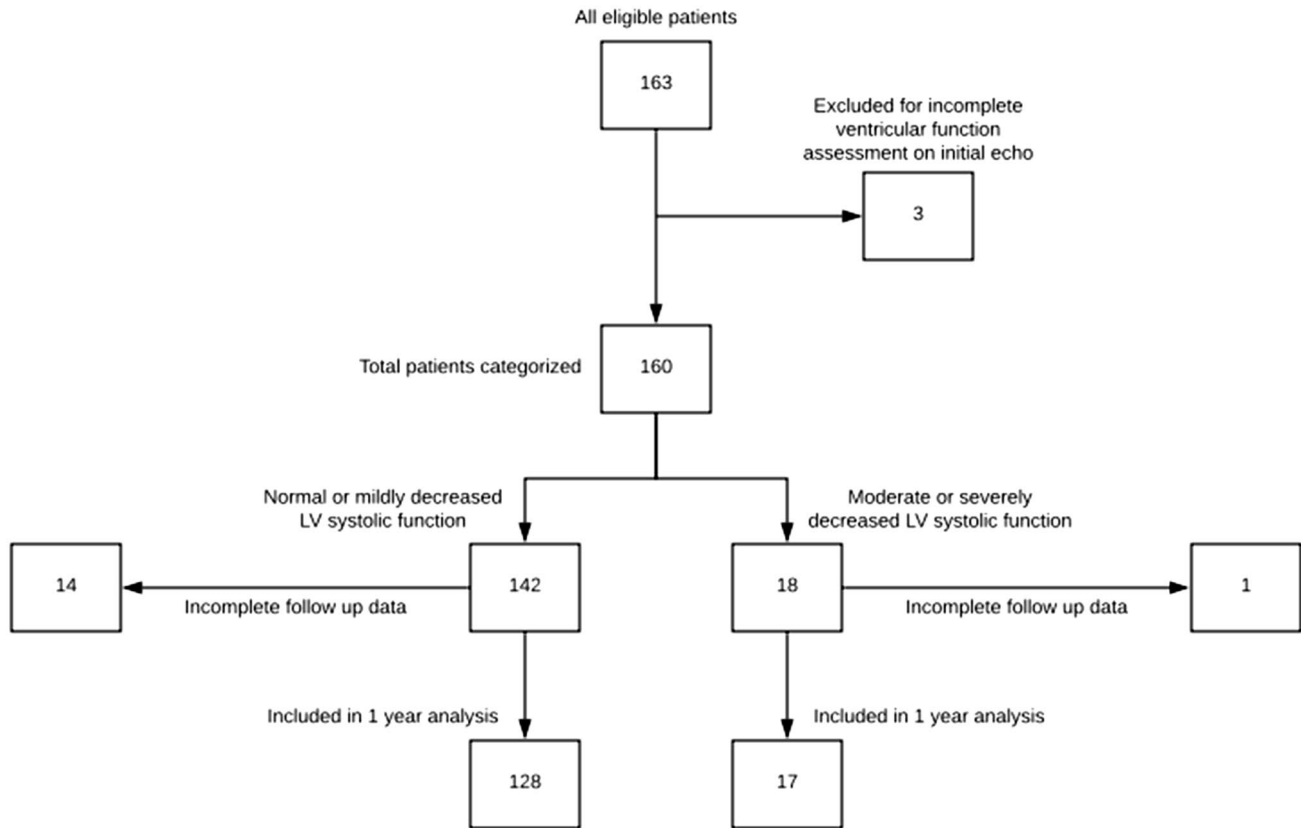 All eligible patients
163
Excluded for incomplete
ventricular function
assessment on initial echo
3
Total patients categorized
160
Normal or mildly decreased
LV systolic function
Moderate or severely
decreased LV systolic function
14
Incomplete follow up data
142
18
Incomplete follow up data
1
Included in 1 year analysis
128
Included in 1 year analysis
17